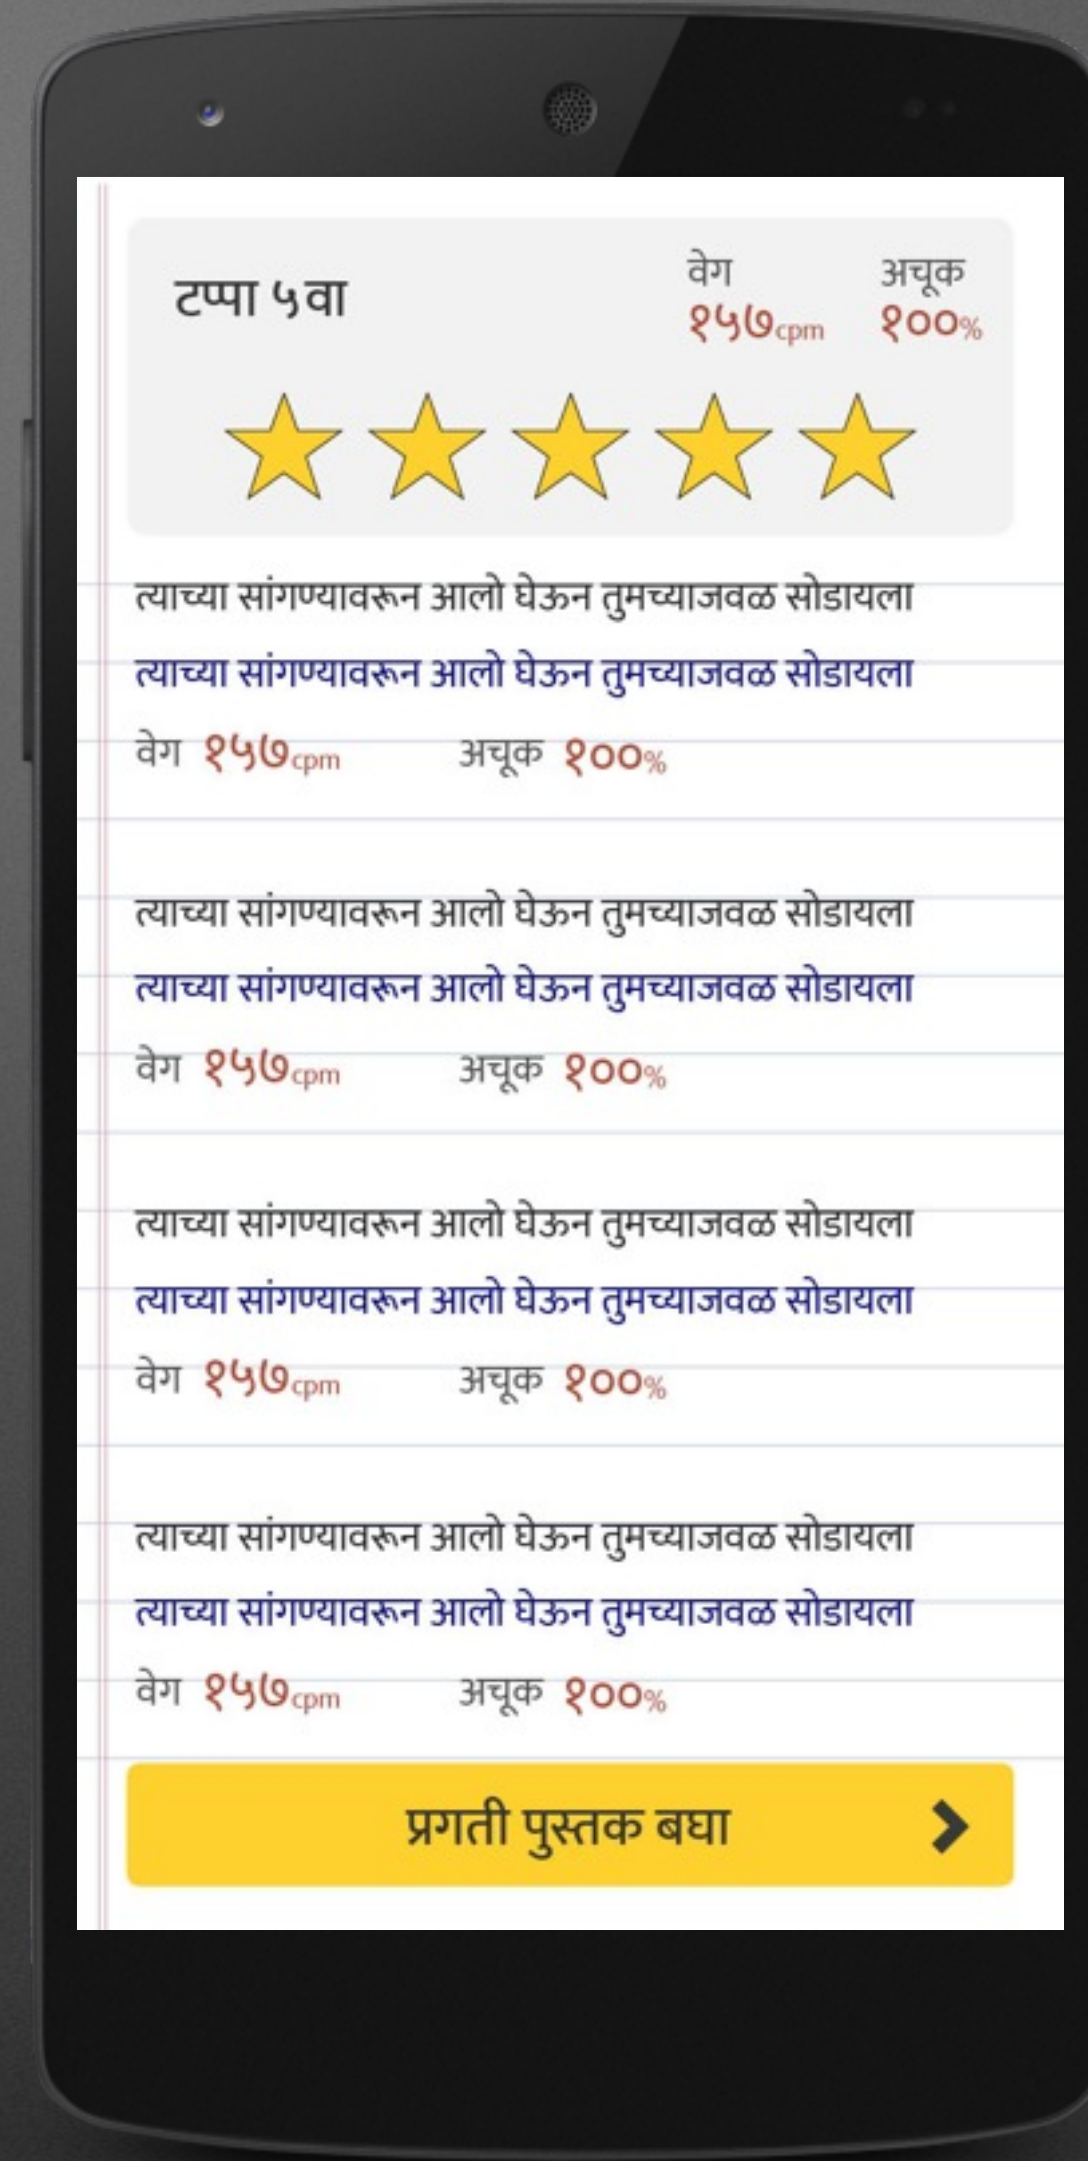 टप्पा ५वा
वेग अचूक
१५७cpm १००%
त्याच्या सांगण्यावरून आलो घेऊन तुमच्याजवळ सोडायला
त्याच्या सांगण्यावरून आलो घेऊन तुमच्याजवळ सोडायला
वेग १५७cpm अचूक १००%
त्याच्या सांगण्यावरून आलो घेऊन तुमच्याजवळ सोडायला
त्याच्या सांगण्यावरून आलो घेऊन तुमच्याजवळ सोडायला
वेग १५७cpm अचूक १००%
त्याच्या सांगण्यावरून आलो घेऊन तुमच्याजवळ सोडायला
त्याच्या सांगण्यावरून आलो घेऊन तुमच्याजवळ सोडायला
वेग १५७cpm अचूक १००%
त्याच्या सांगण्यावरून आलो घेऊन तुमच्याजवळ सोडायला
त्याच्या सांगण्यावरून आलो घेऊन तुमच्याजवळ सोडायला
वेग १५७cpm अचूक १००%
प्रगती पुस्तक बघा